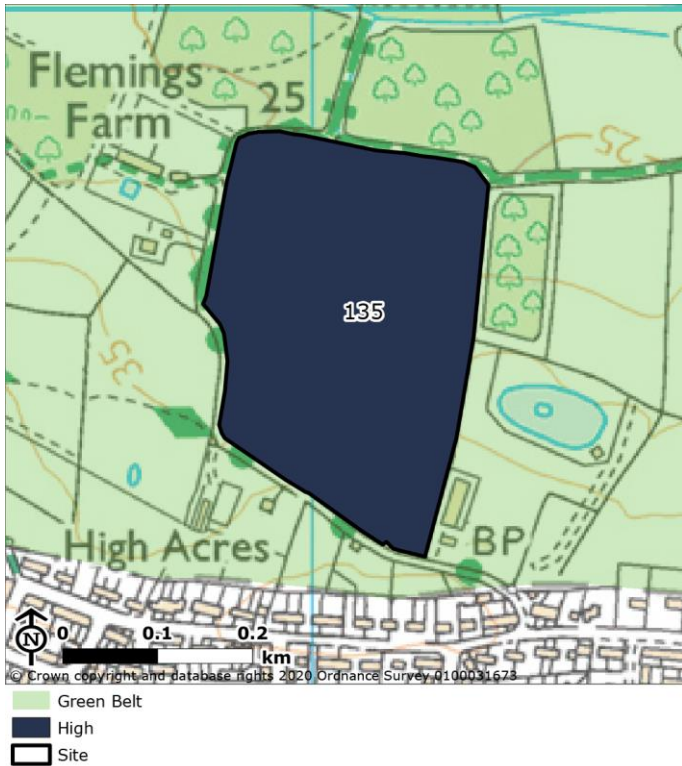 Flemings
Farm
25
25
135
35
High Acres
BP
N
0 0.1 0.2
km
© Crown copyright and database rights 2020 Ordnance Survey 0100031673
Green Belt
High
Site